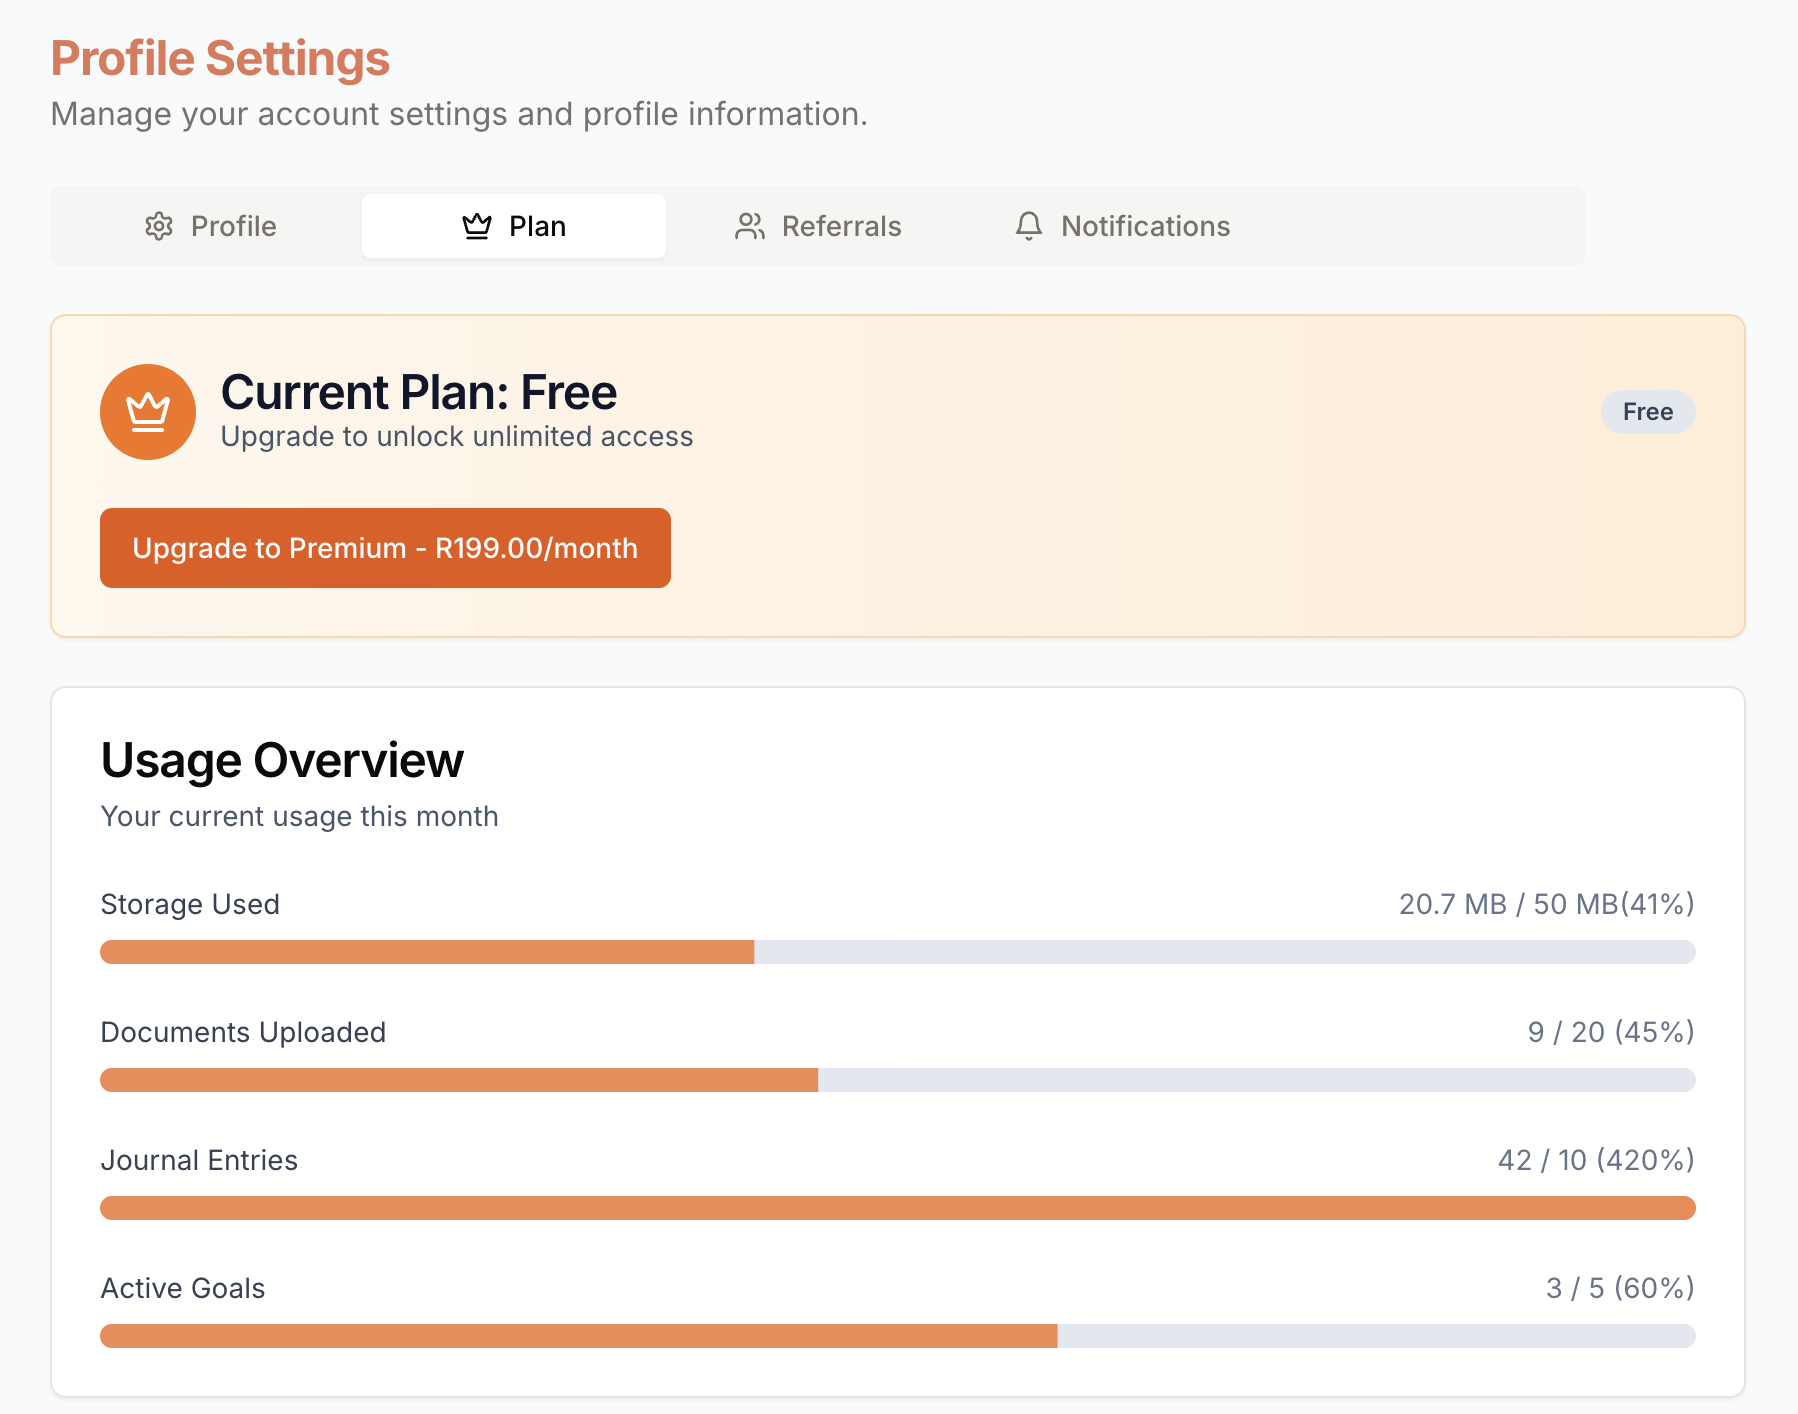 Profile Settings
Manage your account settings and profile information.
Profile
Plan
Referrals
Notifications
Current Plan: Free
Upgrade to unlock unlimited access
Free
Upgrade to Premium - R199.00/month
Usage Overview
Your current usage this month
Storage Used
20.7 MB / 50 MB(41%)
Documents Uploaded
9 / 20 (45%)
Journal Entries
42 / 10 (420%)
Active Goals
3 / 5 (60%)